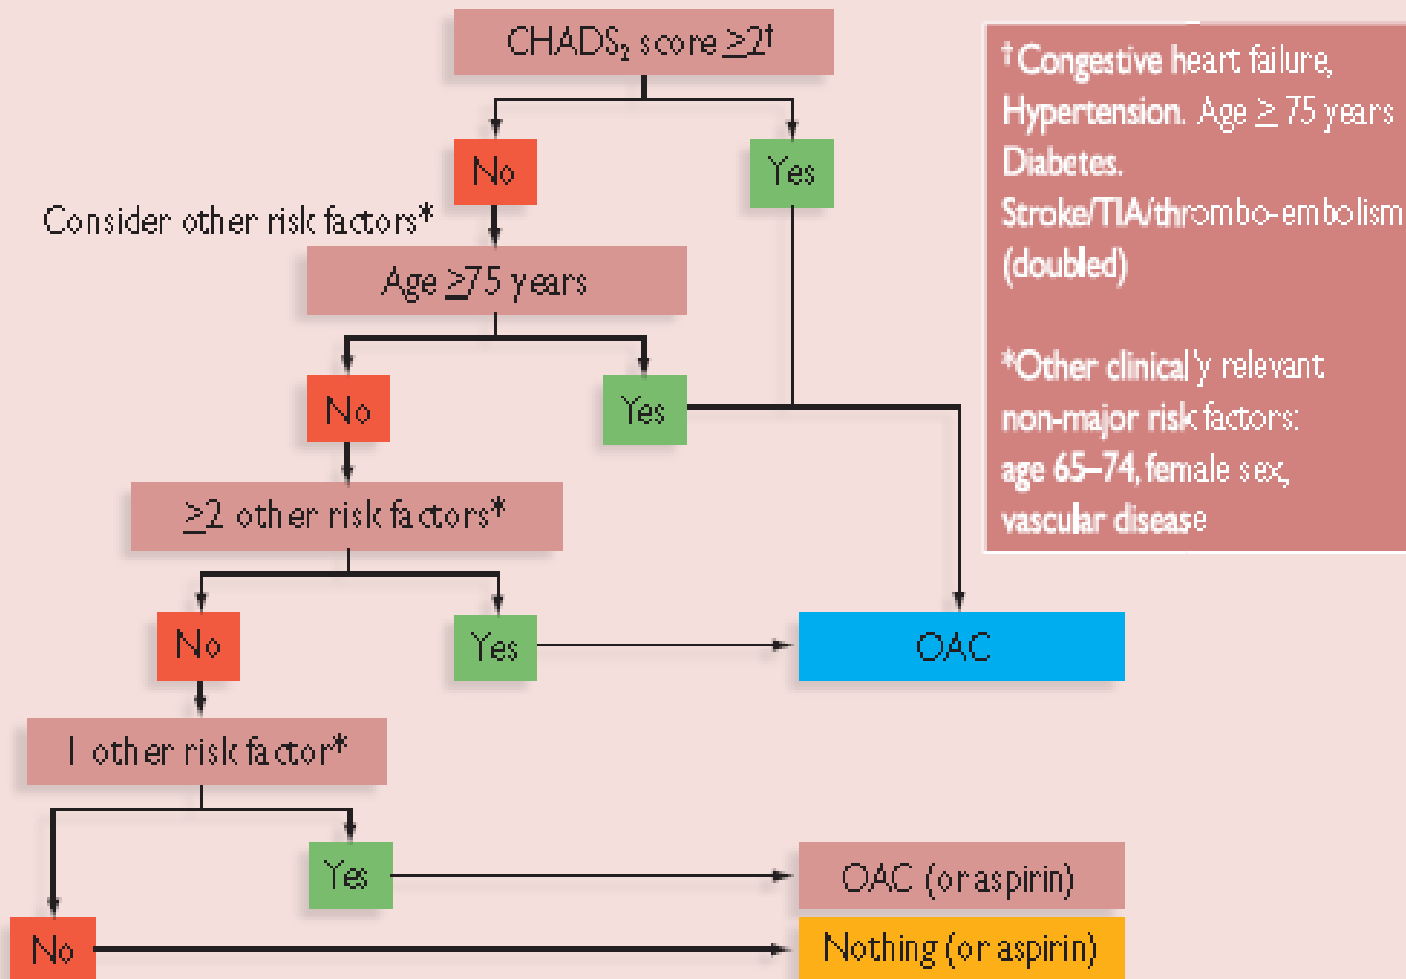 CHADS₂ score ≥2†
No
Yes
Consider other risk factors*
Age ≥75 years
No
Yes
≥2 other risk factors*
No
Yes
OAC
1 other risk factor*
Yes
OAC (or aspirin)
No
Nothing (or aspirin)
†Congestive heart failure,
Hypertension. Age ≥ 75 years
Diabetes.
Stroke/TIA/thrombo-embolism
(doubled)
*Other clinically relevant
non-major risk factors:
age 65–74, female sex,
vascular disease